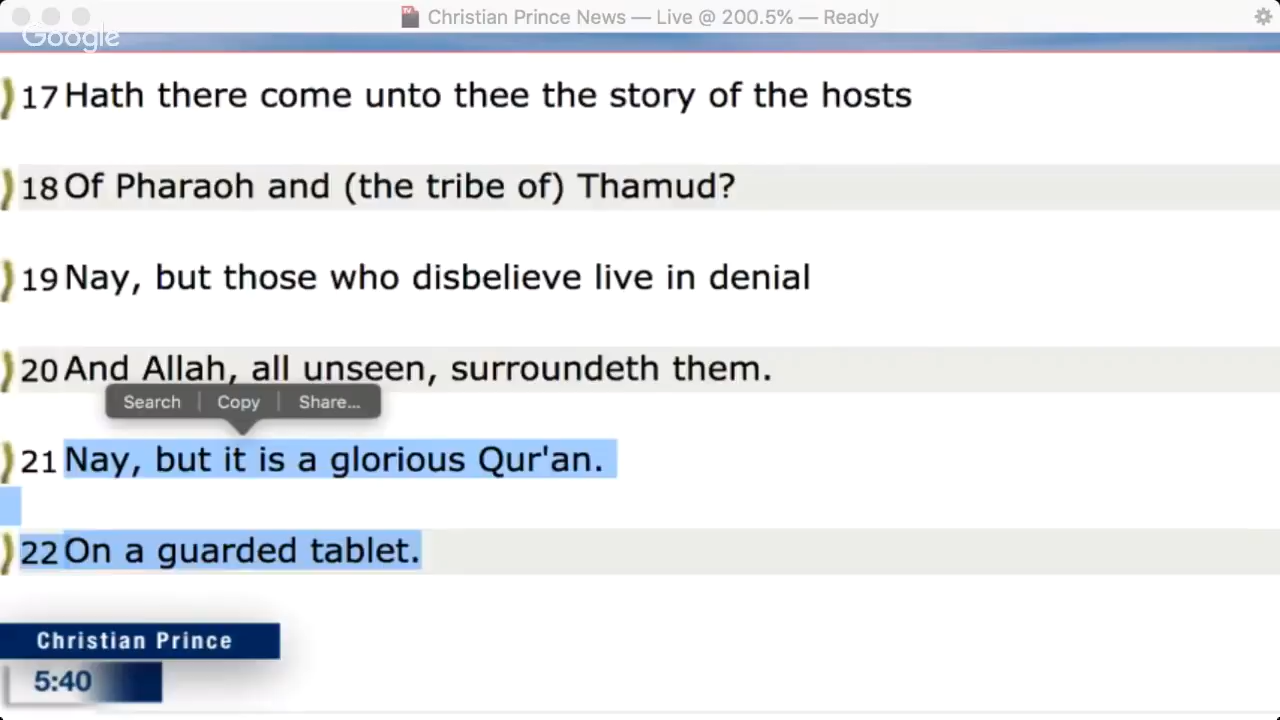 Christian Prince News — Live @ 200.5% — Ready
Google
17 Hath there come unto thee the story of the hosts
18 Of Pharaoh and (the tribe of) Thamud?
19 Nay, but those who disbelieve live in denial
20 And Allah, all unseen, surroundeth them.
Search Copy Share...
21 Nay, but it is a glorious Qur'an.
22 On a guarded tablet.
Christian Prince
5:40